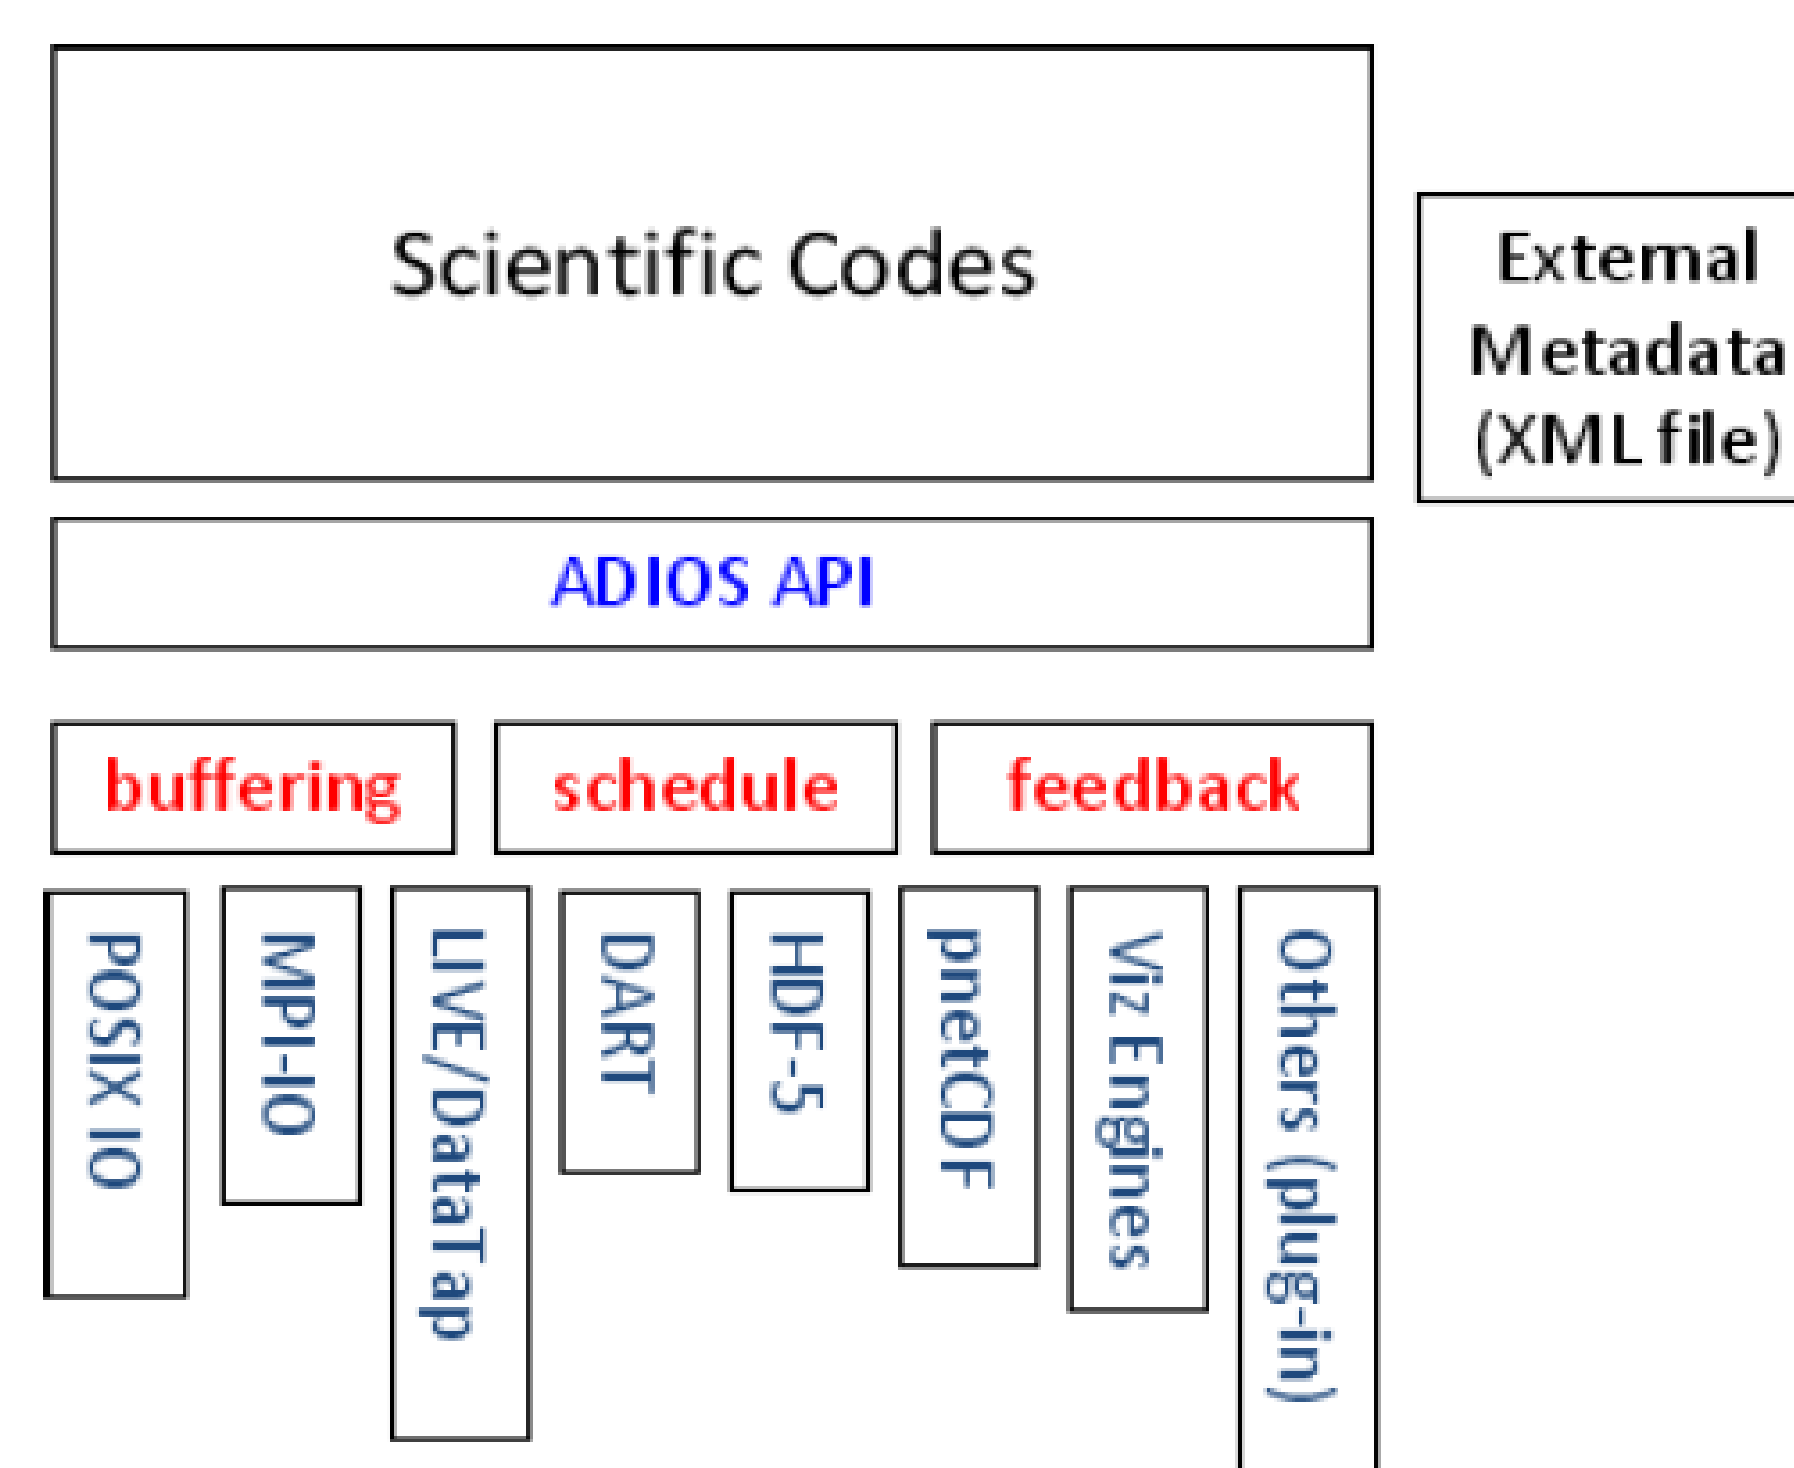 Scientific Codes
External
Metadata
(XML file)
ADIOS API
buffering
schedule
feedback
POSIX IO
MPI-IO
LIVE/DataTap
DART
HDF-5
pnetCDF
Viz Engines
Others (plug-in)